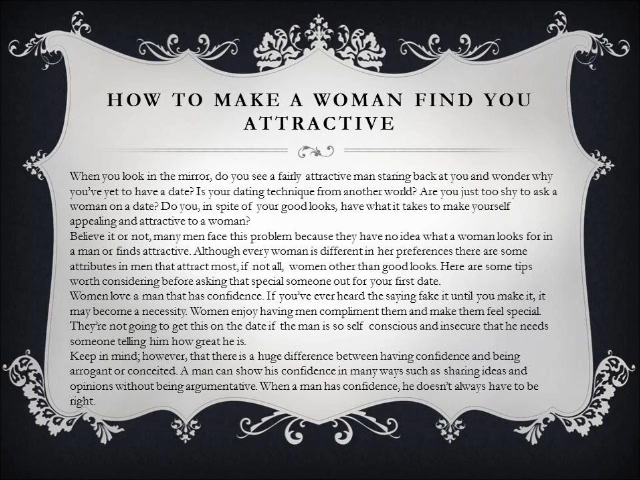 HOW TO MAKE A WOMAN FIND YOU
ATTRACTIVE
When you look in the mirror, do you see a fairly attractive man staring back at you and wonder why
you've yet to have a date? Is your dating technique from another world? Are you just too shy to ask a
woman on a date? Do you, in spite of your good looks, have what it takes to make yourself
appealing and attractive to a woman?
Believe it or not, many men face this problem because they have no idea what a woman looks for in
a man or finds attractive. Although every woman is different in her preferences there are some
attributes in men that attract most, if not all, women other than good looks. Here are some tips
worth considering before asking that special someone out for your first date.
Women love a man that has confidence. If you've ever heard the saying fake it until you make it, it
may become a necessity. Women enjoy having men compliment them and make them feel special.
They're not going to get this on the date if the man is so self conscious and insecure that he needs
someone telling him how great he is.
Keep in mind; however, that there is a huge difference between having confidence and being
arrogant or conceited. A man can show his confidence in many ways such as sharing ideas and
opinions without being argumentative. When a man has confidence, he doesn't always have to be
right.